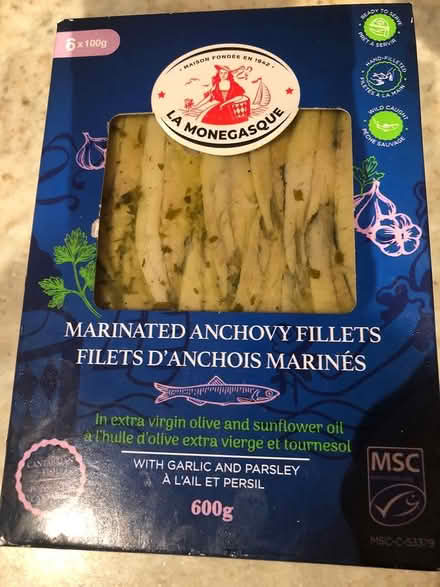 6 x 100g
• MAISON FONDÉE EN 1942 •
LA MONEGASQUE
READY TO SERVE
PRÊT À SERVIR
HAND-FILLETED
FILETÉS À LA MAIN
WILD CAUGHT
PÊCHE SAUVAGE
MARINATED ANCHOVY FILLETS
FILETS D'ANCHOIS MARINÉS
In extra virgin olive and sunflower oil
à l'huile d'olive extra vierge et tournesol
WITH GARLIC AND PARSLEY
À L'AIL ET PERSIL
600g
MSC
MSC-C-53379